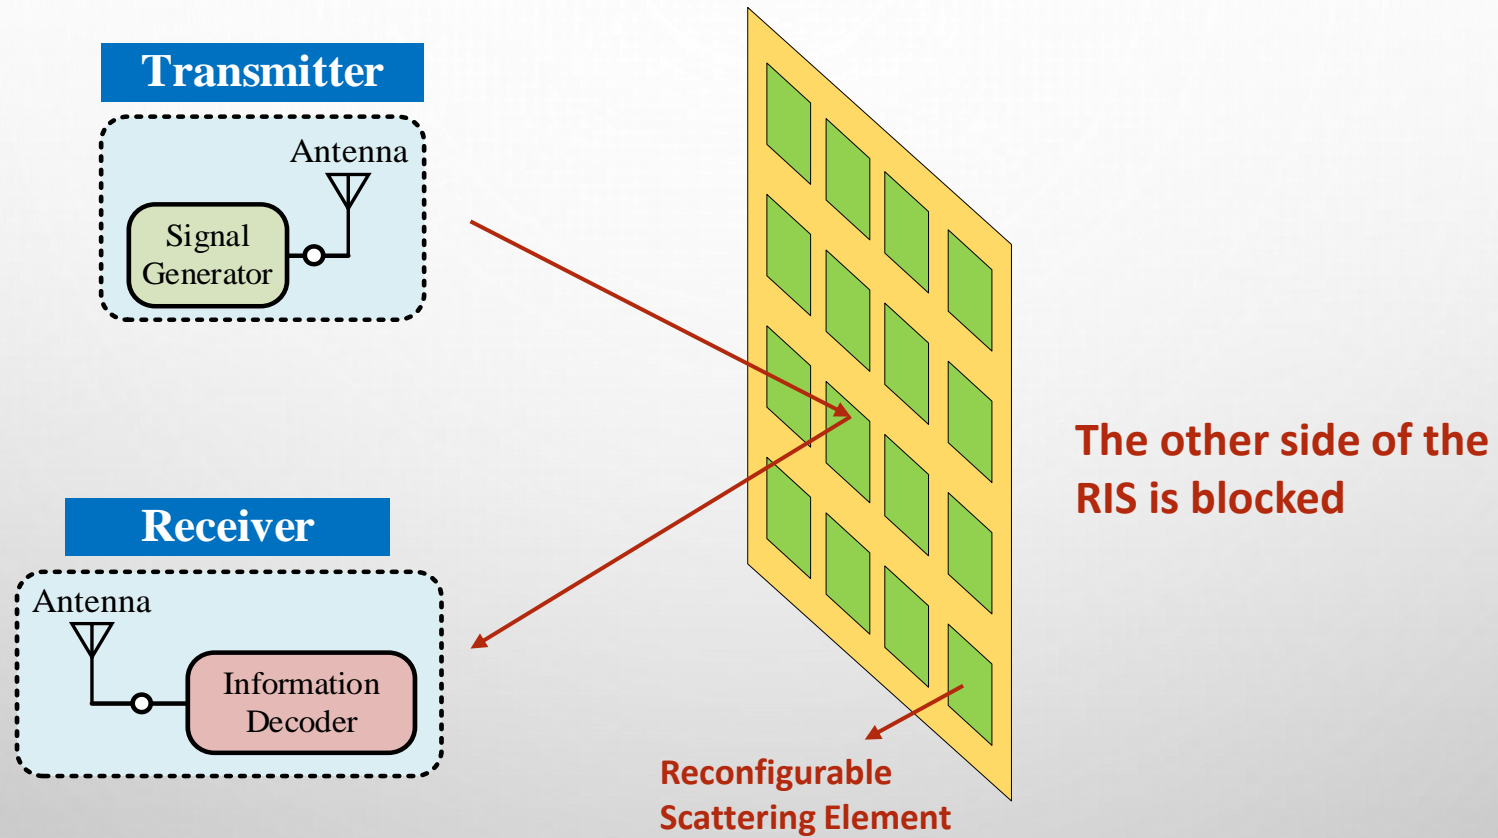 Transmitter
Antenna
Signal
Generator
Receiver
Antenna
Information
Decoder
The other side of the
RIS is blocked
Reconfigurable
Scattering Element